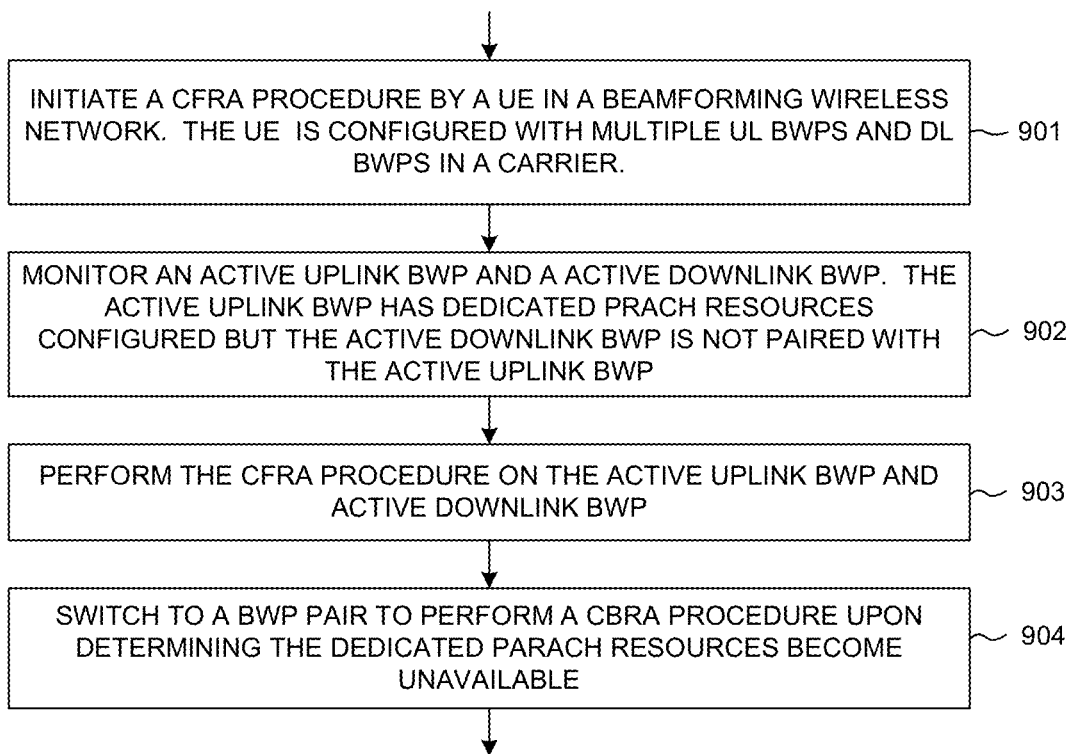 INITIATE A CFRA PROCEDURE BY A UE IN A BEAMFORMING WIRELESS
NETWORK. THE UE IS CONFIGURED WITH MULTIPLE UL BWPS AND DL
BWPS IN A CARRIER.
901
MONITOR AN ACTIVE UPLINK BWP AND A ACTIVE DOWNLINK BWP. THE
ACTIVE UPLINK BWP HAS DEDICATED PRACH RESOURCES
CONFIGURED BUT THE ACTIVE DOWNLINK BWP IS NOT PAIRED WITH
THE ACTIVE UPLINK BWP
902
PERFORM THE CFRA PROCEDURE ON THE ACTIVE UPLINK BWP AND
ACTIVE DOWNLINK BWP
903
SWITCH TO A BWP PAIR TO PERFORM A CBRA PROCEDURE UPON
DETERMINING THE DEDICATED PARACH RESOURCES BECOME
UNAVAILABLE
904